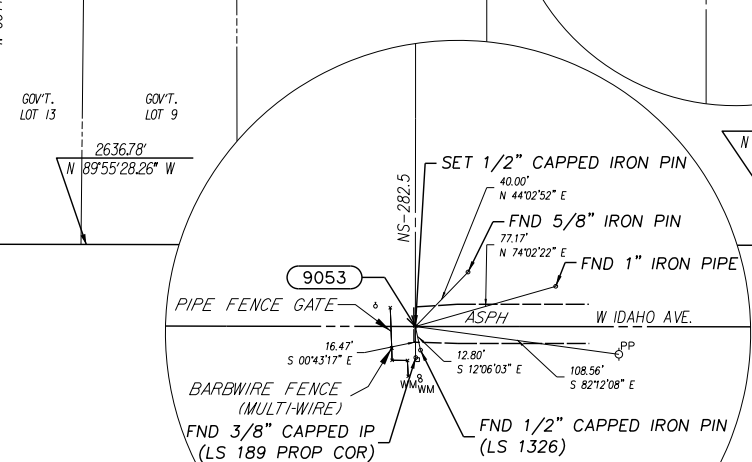 GOV'T.
LOT 13
GOV'T.
LOT 9
2636.78'
N 89°55'28.26" W
N
NS-282.5
SET 1/2" CAPPED IRON PIN
40.00'
N 44°02'52" E
FND 5/8" IRON PIN
77.17'
N 74°02'22" E
FND 1" IRON PIPE
9053
PIPE FENCE GATE
ASPH
W IDAHO AVE.
16.47'
S 00°43'17" E
12.80'
S 12°06'03" E
PP
108.56'
S 82°12'08" E
BARBWIRE FENCE
(MULTI-WIRE)
WM
WM
FND 3/8" CAPPED IP
(LS 189 PROP COR)
FND 1/2" CAPPED IRON PIN
(LS 1326)